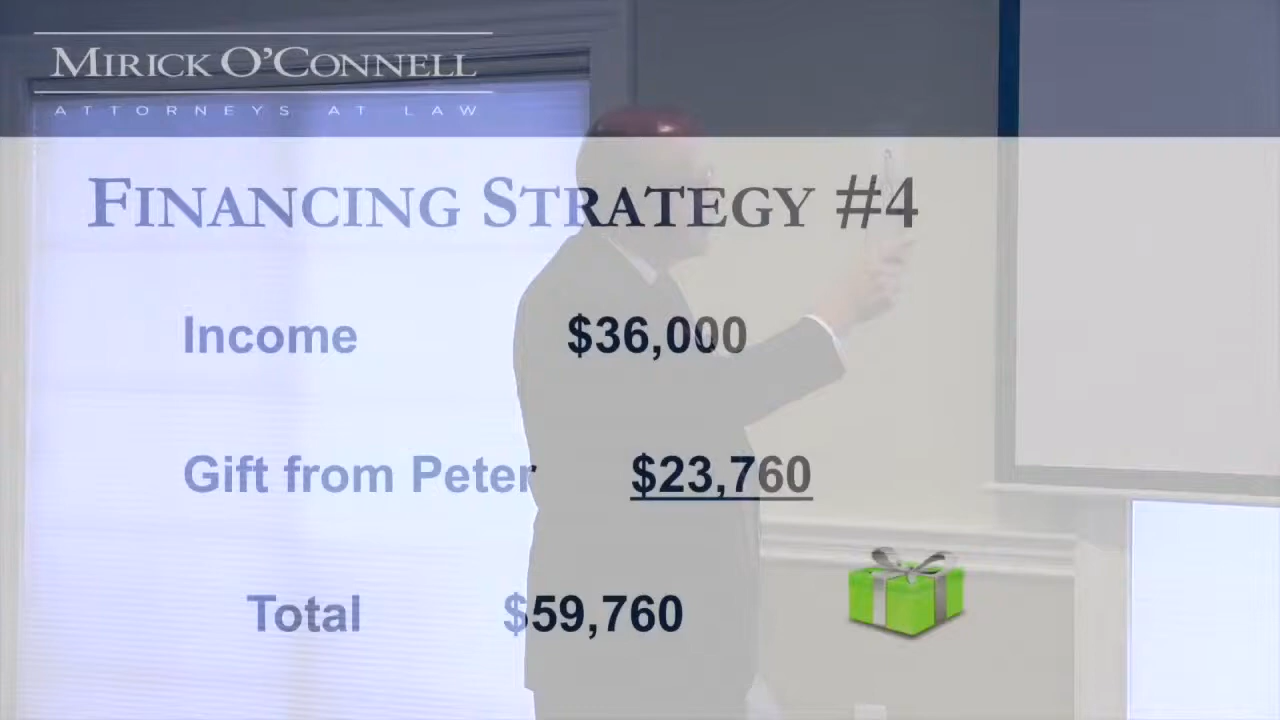 MIRICK O'CONNELL
ATTORNEYS AT LAW
FINANCING STRATEGY #4
Income $36,000
Gift from Peter $23,760
Total $59,760